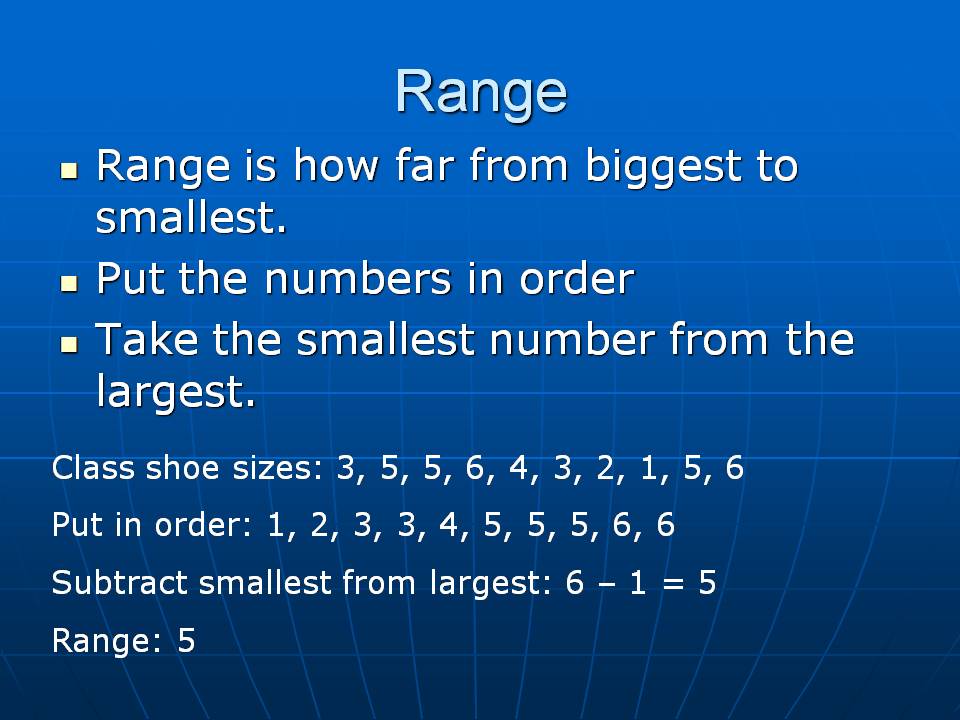 Range
Range is how far from biggest to
smallest.
Put the numbers in order
Take the smallest number from the
largest.
Class shoe sizes: 3, 5, 5, 6, 4, 3, 2, 1, 5, 6
Put in order: 1, 2, 3, 3, 4, 5, 5, 5, 6, 6
Subtract smallest from largest: 6 – 1 = 5
Range: 5